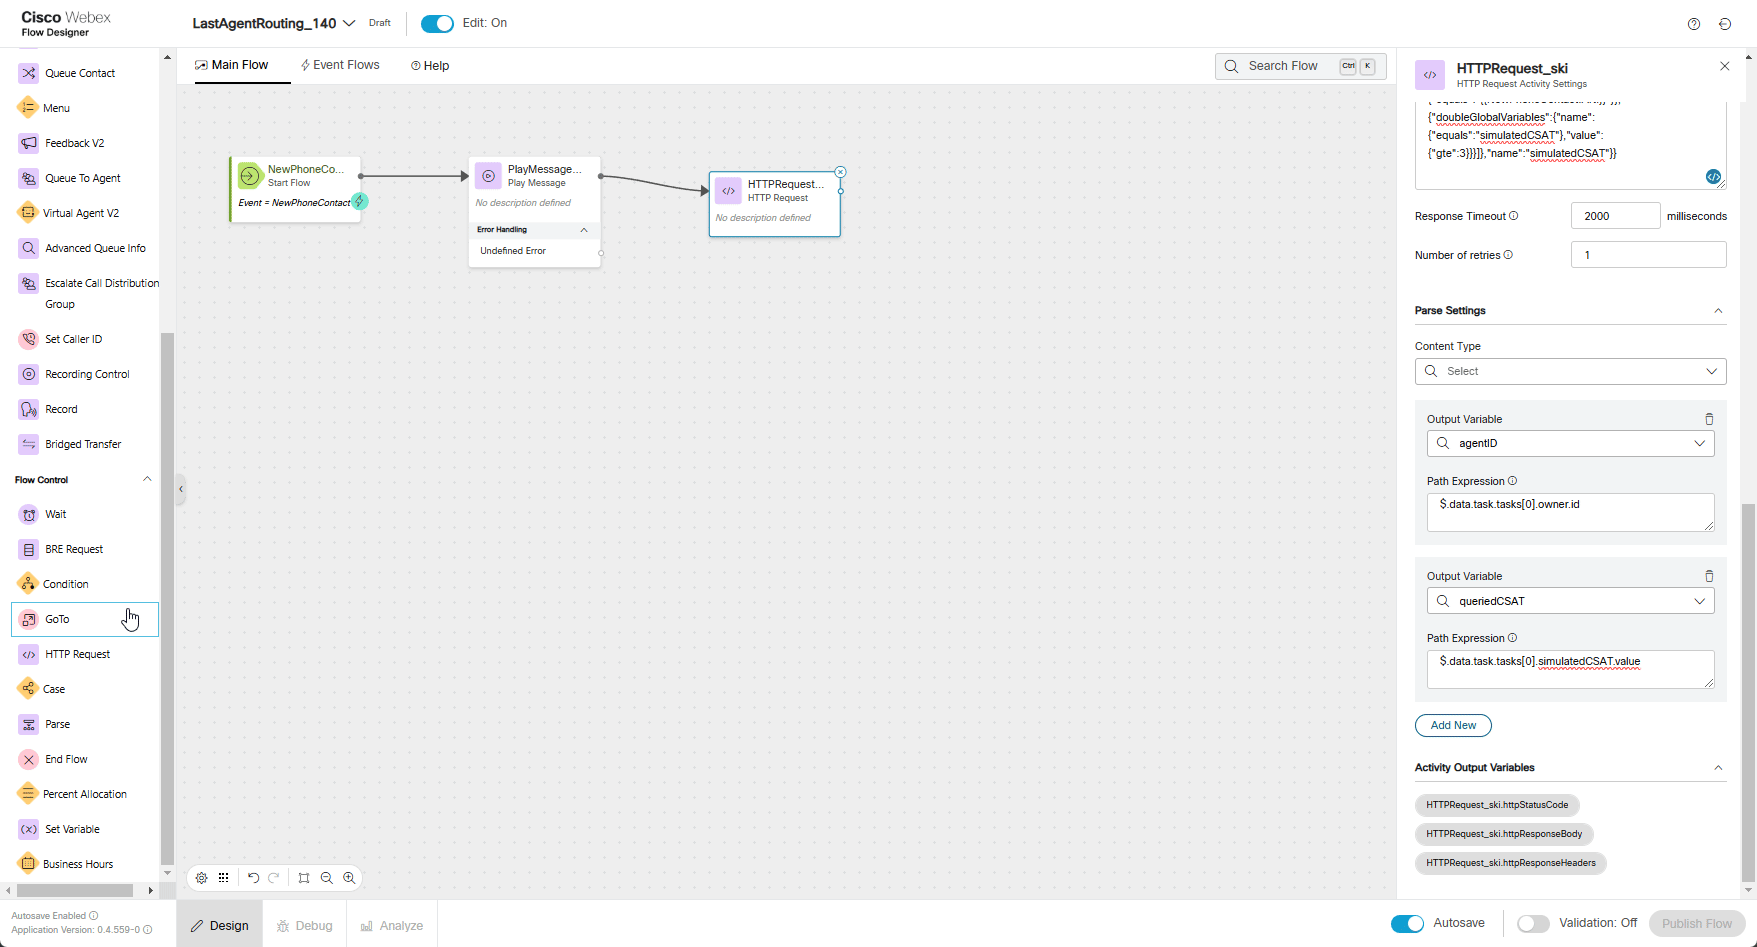 Cisco Webex
Flow Designer
LastAgentRouting_140
Draft
Edit: On
Queue Contact
Menu
Feedback V2
Queue To Agent
Virtual Agent V2
Advanced Queue Info
Escalate Call Distribution
Group
Set Caller ID
Recording Control
Record
Bridged Transfer
Flow Control
Wait
BRE Request
Condition
GoTo
HTTP Request
Case
Parse
End Flow
Percent Allocation
Set Variable
Business Hours
Autosave Enabled
Application Version: 0.4.559-0
Main Flow
Event Flows
Help
Search Flow
Ctrl
K
NewPhoneCo...
Start Flow
Event = NewPhoneContact
PlayMessage...
Play Message
No description defined
Error Handling
Undefined Error
HTTPRequest...
HTTP Request
No description defined
Design
Debug
Analyze
HTTPRequest_ski
HTTP Request Activity Settings
{"doubleGlobalVariables":{"name":
{"equals":"simulatedCSAT"},"value":
{"gte":3}}}]},"name":"simulatedCSAT"}}
Response Timeout
2000
milliseconds
Number of retries
1
Parse Settings
Content Type
Select
Output Variable
agentID
Path Expression
$.data.task.tasks[0].owner.id
Output Variable
queriedCSAT
Path Expression
$.data.task.tasks[0].simulatedCSAT.value
Add New
Activity Output Variables
HTTPRequest_ski.httpStatusCode
HTTPRequest_ski.httpResponseBody
HTTPRequest_ski.httpResponseHeaders
Autosave
Validation: Off
Publish Flow